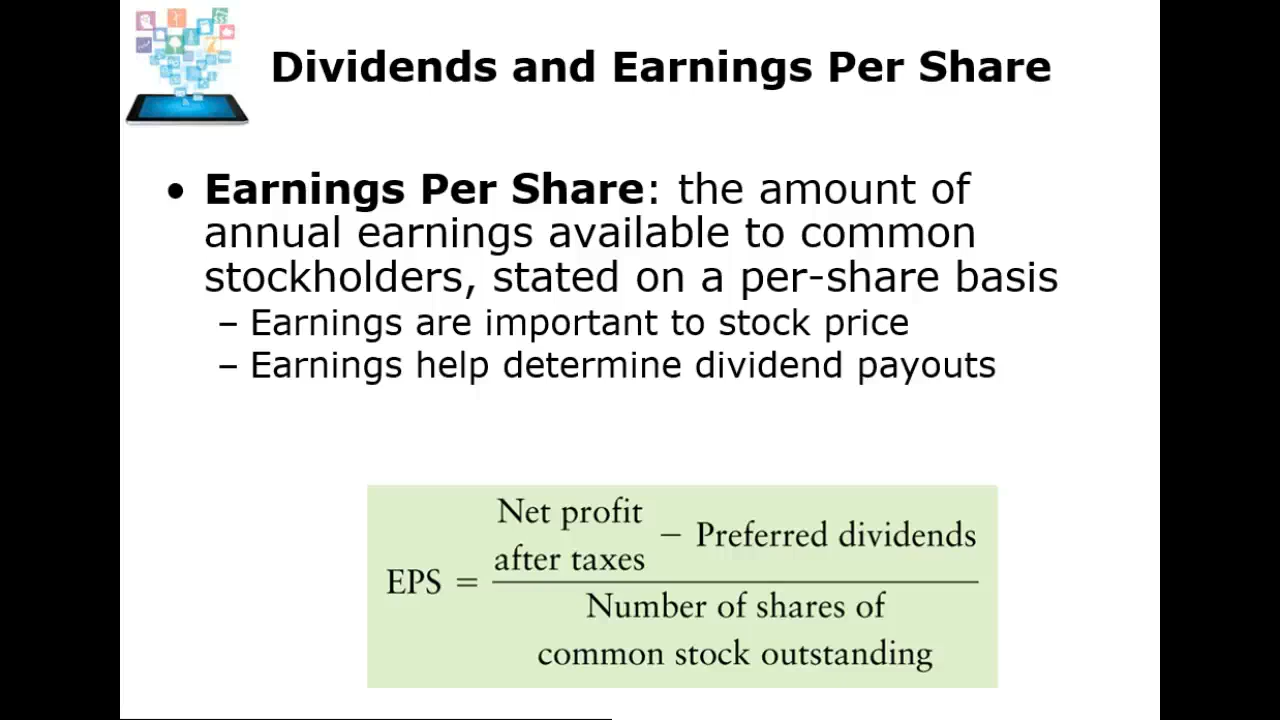 Dividends and Earnings Per Share
• Earnings Per Share: the amount of
annual earnings available to common
stockholders, stated on a per-share basis
– Earnings are important to stock price
– Earnings help determine dividend payouts
Net profit
after taxes − Preferred dividends
EPS =
Number of shares of
common stock outstanding